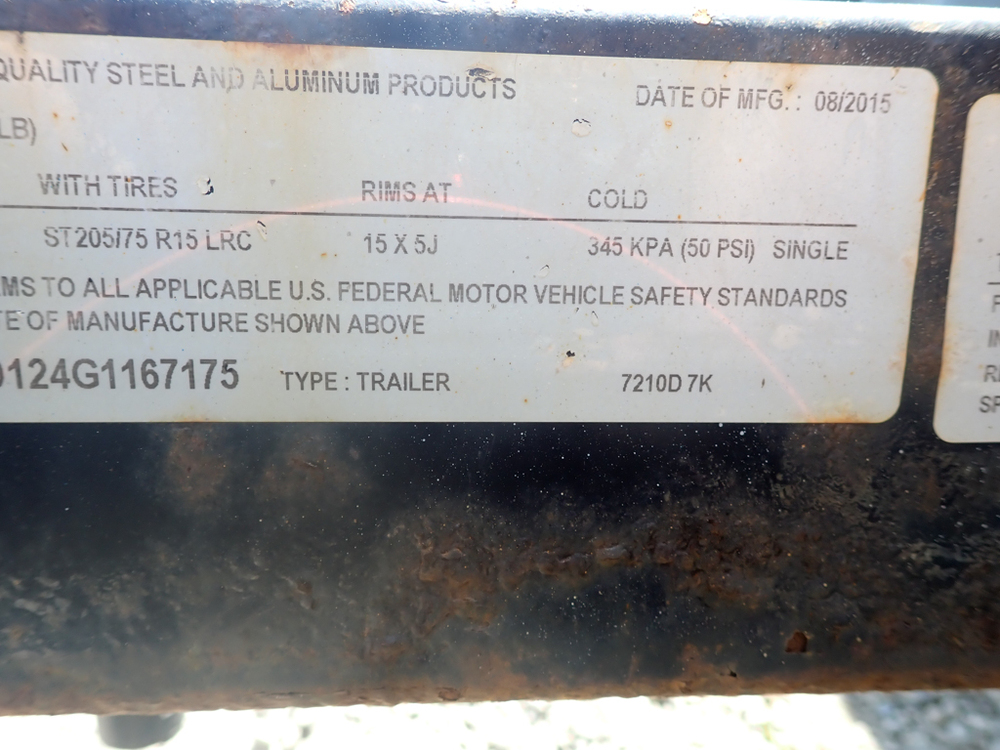 QUALITY STEEL AND ALUMINUM PRODUCTS
DATE OF MFG. : 08/2015
LB)
WITH TIRES RIMS AT COLD
ST205/75 R15 LRC 15 X 5J 345 KPA (50 PSI) SINGLE
MS TO ALL APPLICABLE U.S. FEDERAL MOTOR VEHICLE SAFETY STANDARDS
TE OF MANUFACTURE SHOWN ABOVE
124G1167175 TYPE : TRAILER 7210D 7K